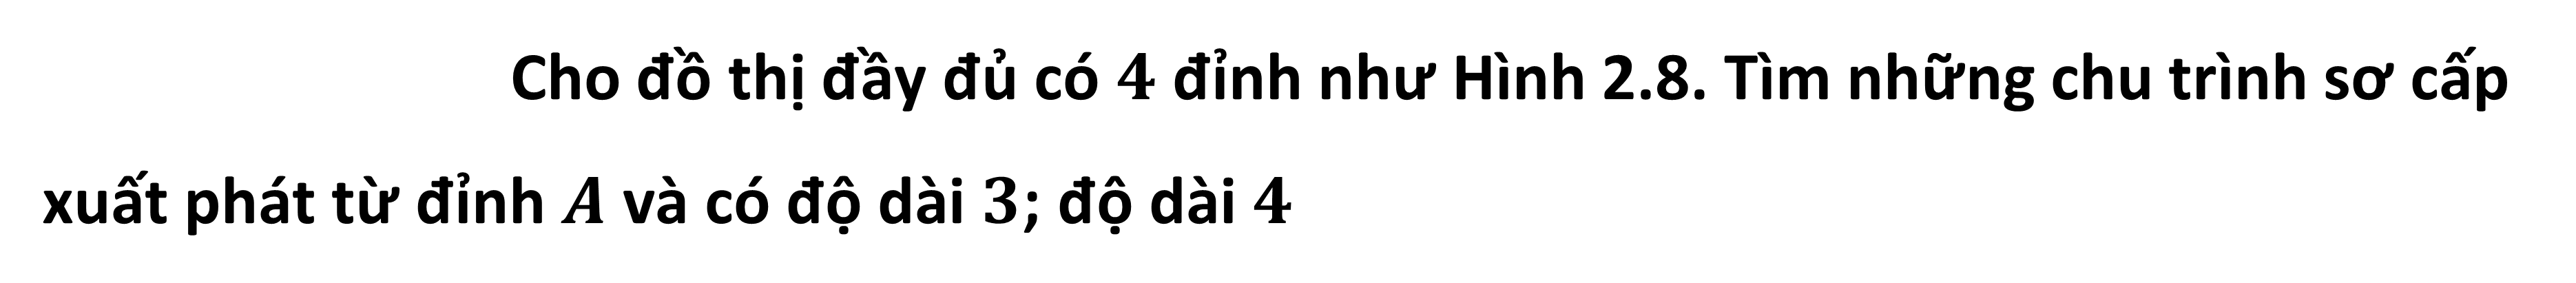 Cho đồ thị đầy đủ có 4 đỉnh như Hình 2.8. Tìm những chu trình sơ cấp
xuất phát từ đỉnh A và có độ dài 3; độ dài 4